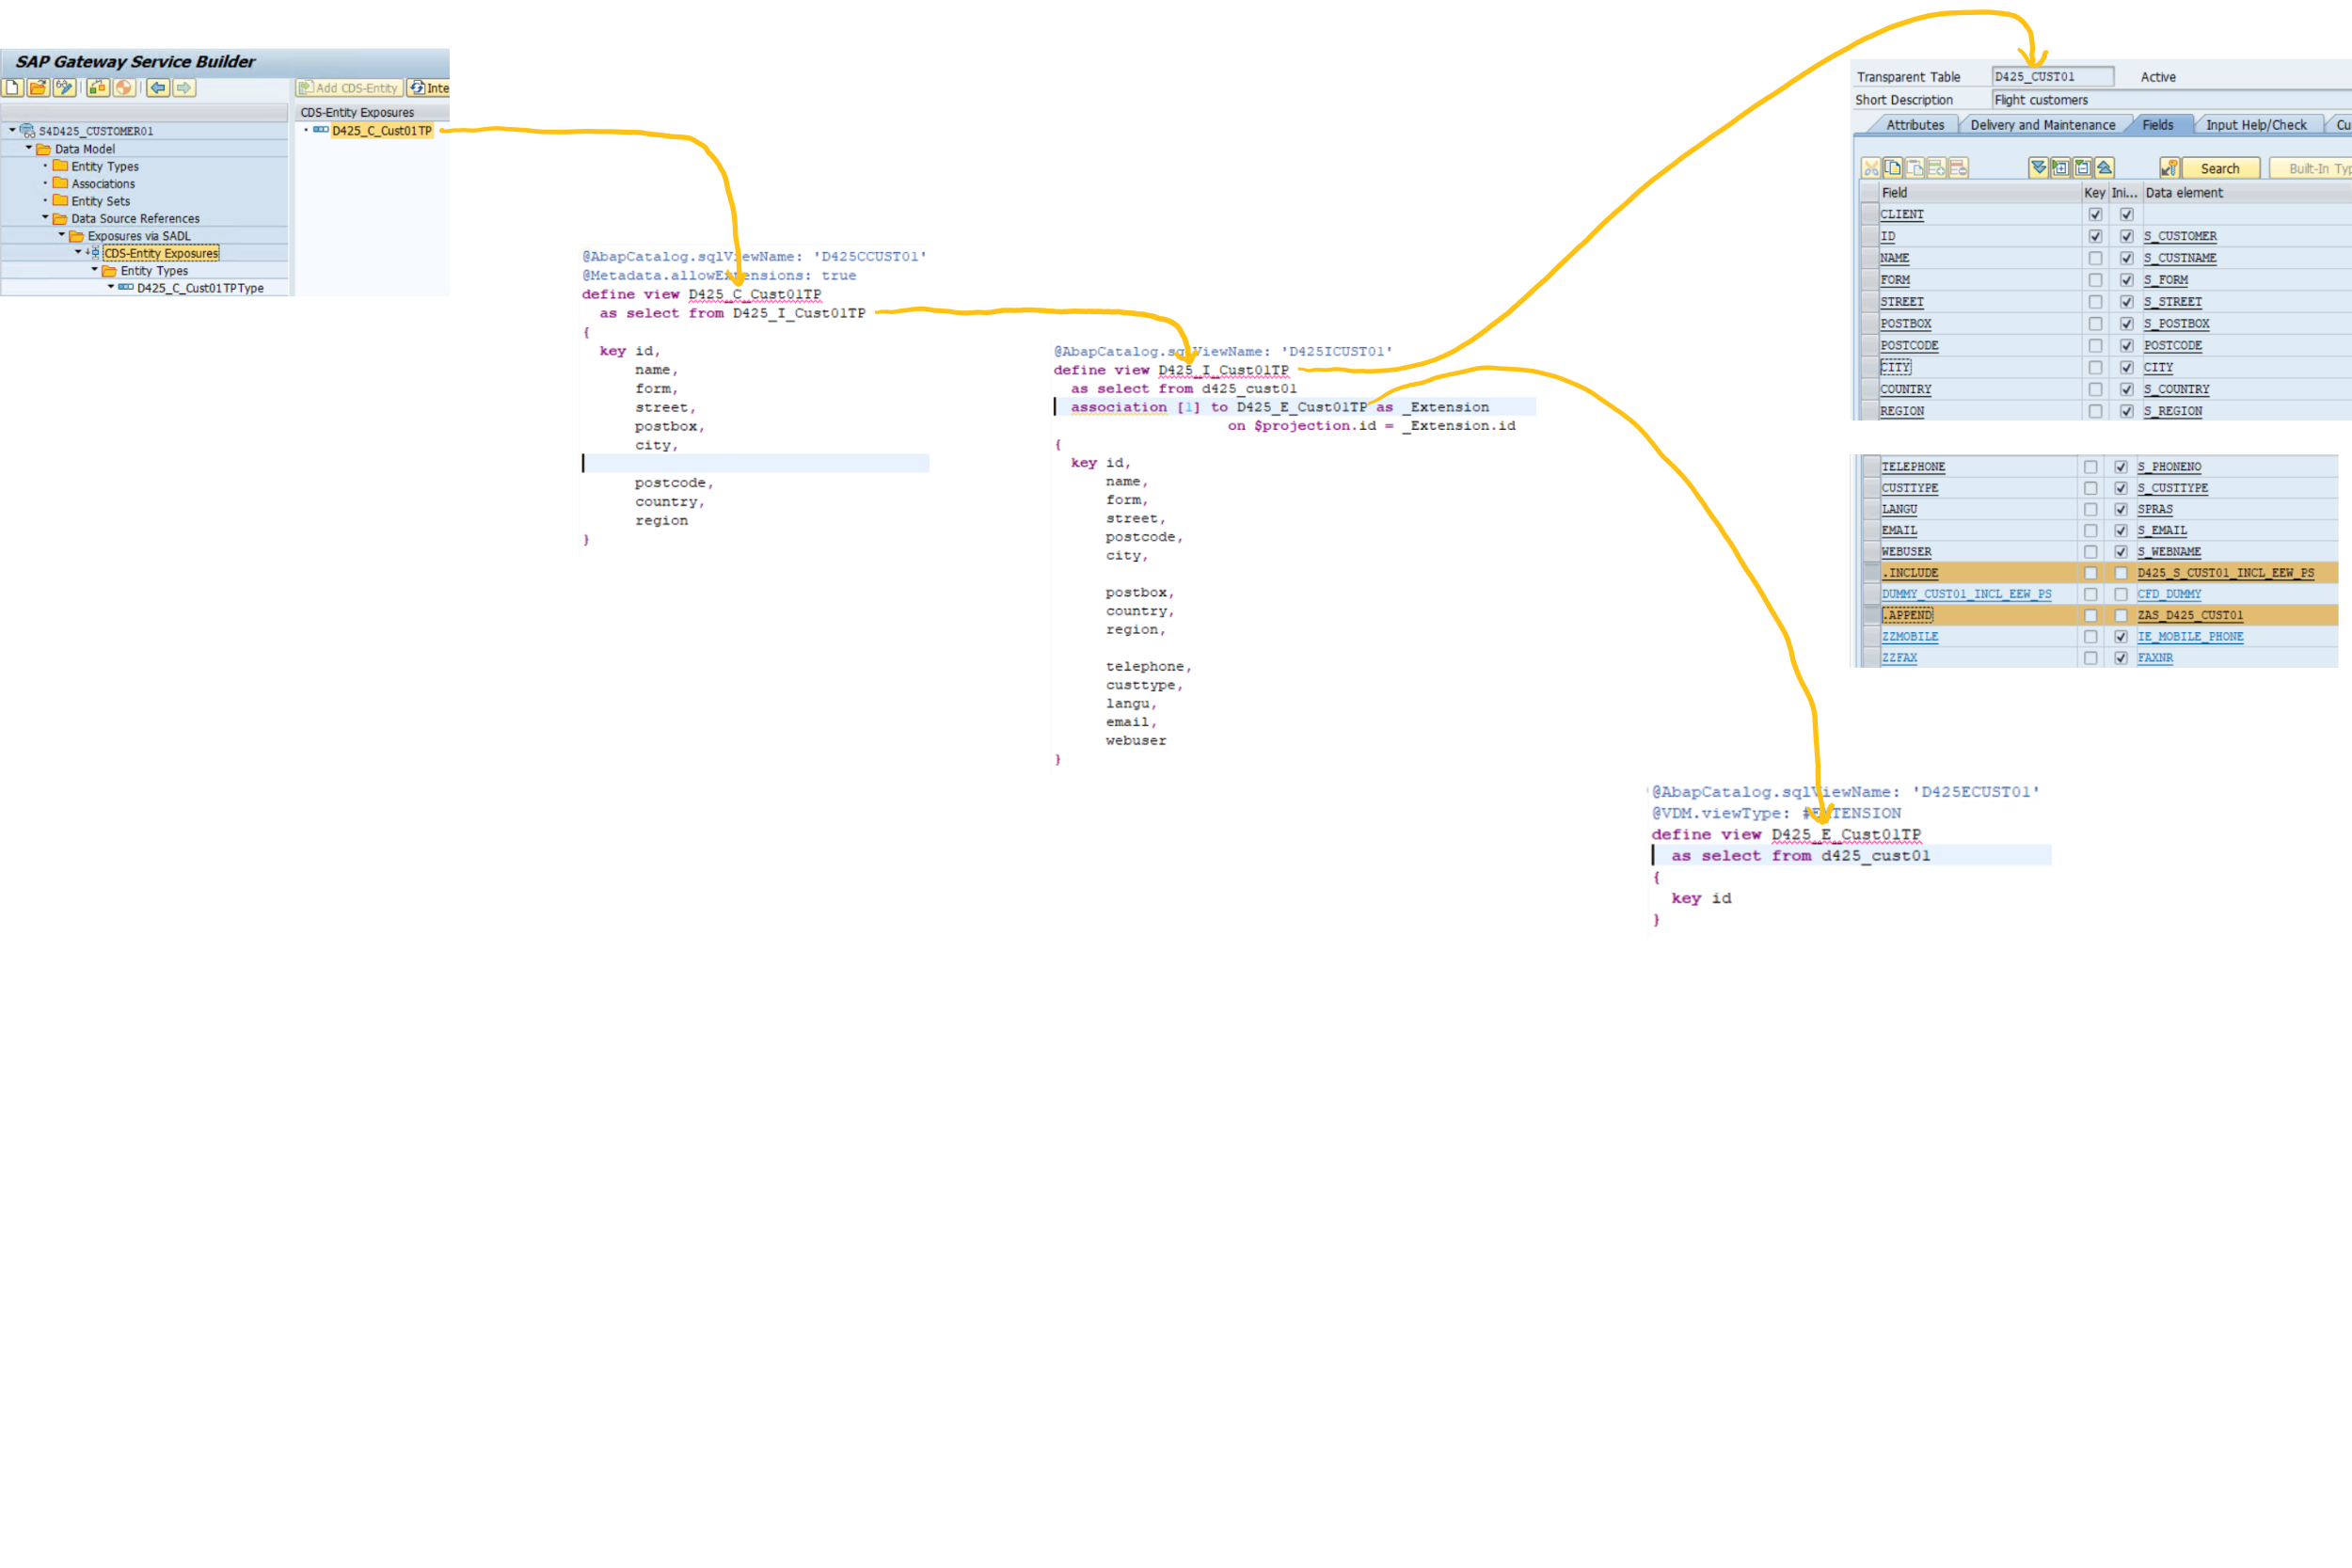 SAP Gateway Service Builder
Add CDS-Entity Inte
CDS-Entity Exposures
D425_C_Cust01TP
S4D425_CUSTOMER01
Data Model
Entity Types
Associations
Entity Sets
Data Source References
Exposures via SADL
CDS-Entity Exposures
Entity Types
D425_C_Cust01TPType
@AbapCatalog.sqlViewName: 'D425CCUST01'
@Metadata.allowExtensions: true
define view D425_C_Cust01TP
as select from D425_I_Cust01TP
{
key id,
name,
form,
street,
postbox,
city,
postcode,
country,
region
}
@AbapCatalog.sqlViewName: 'D425ICUST01'
define view D425_I_Cust01TP
as select from d425_cust01
association [1] to D425_E_Cust01TP as _Extension
on $projection.id = _Extension.id
{
key id,
name,
form,
street,
postcode,
city,
postbox,
country,
region,
telephone,
custtype,
langu,
email,
webuser
}
Transparent Table D425_CUST01 Active
Short Description Flight customers
Attributes Delivery and Maintenance Fields Input Help/Check Cu
Search Built-In Typ
Field Key Ini... Data element
CLIENT
ID S_CUSTOMER
NAME S_CUSTNAME
FORM S_FORM
STREET S_STREET
POSTBOX S_POSTBOX
POSTCODE POSTCODE
CITY CITY
COUNTRY S_COUNTRY
REGION S_REGION
TELEPHONE S_PHONENO
CUSTTYPE S_CUSTTYPE
LANGU SPRAS
EMAIL S_EMAIL
WEBUSER S_WEBNAME
.INCLUDE D425_S_CUST01_INCL_EEW_PS
DUMMY_CUST01_INCL_EEW_PS CFD_DUMMY
.APPEND ZAS_D425_CUST01
ZZMOBILE IE_MOBILE_PHONE
ZZFAX FAXNR
@AbapCatalog.sqlViewName: 'D425ECUST01'
@VDM.viewType: #EXTENSION
define view D425_E_Cust01TP
as select from d425_cust01
{
key id
}